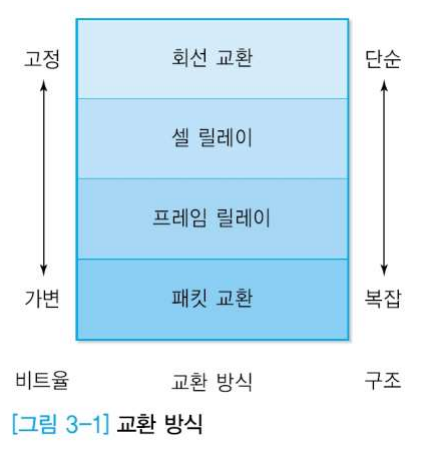 고정 회선 교환 단순
셀 릴레이
프레임 릴레이
가변 패킷 교환 복잡
비트율 교환 방식 구조
[그림 3-1] 교환 방식